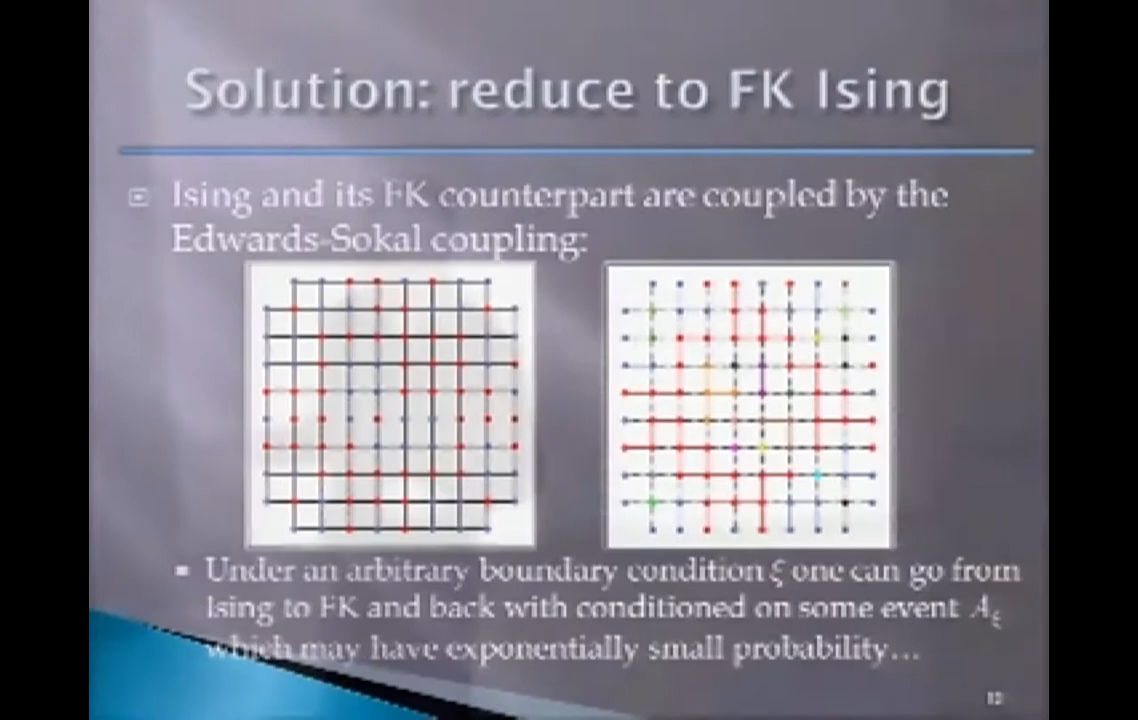 Solution: reduce to FK Ising
Ising and its FK counterpart are coupled by the
Edwards-Sokal coupling:
Under an arbitrary boundary condition ξ one can go from
Ising to FK and back with conditioned on some event A_ξ
which may have exponentially small probability…